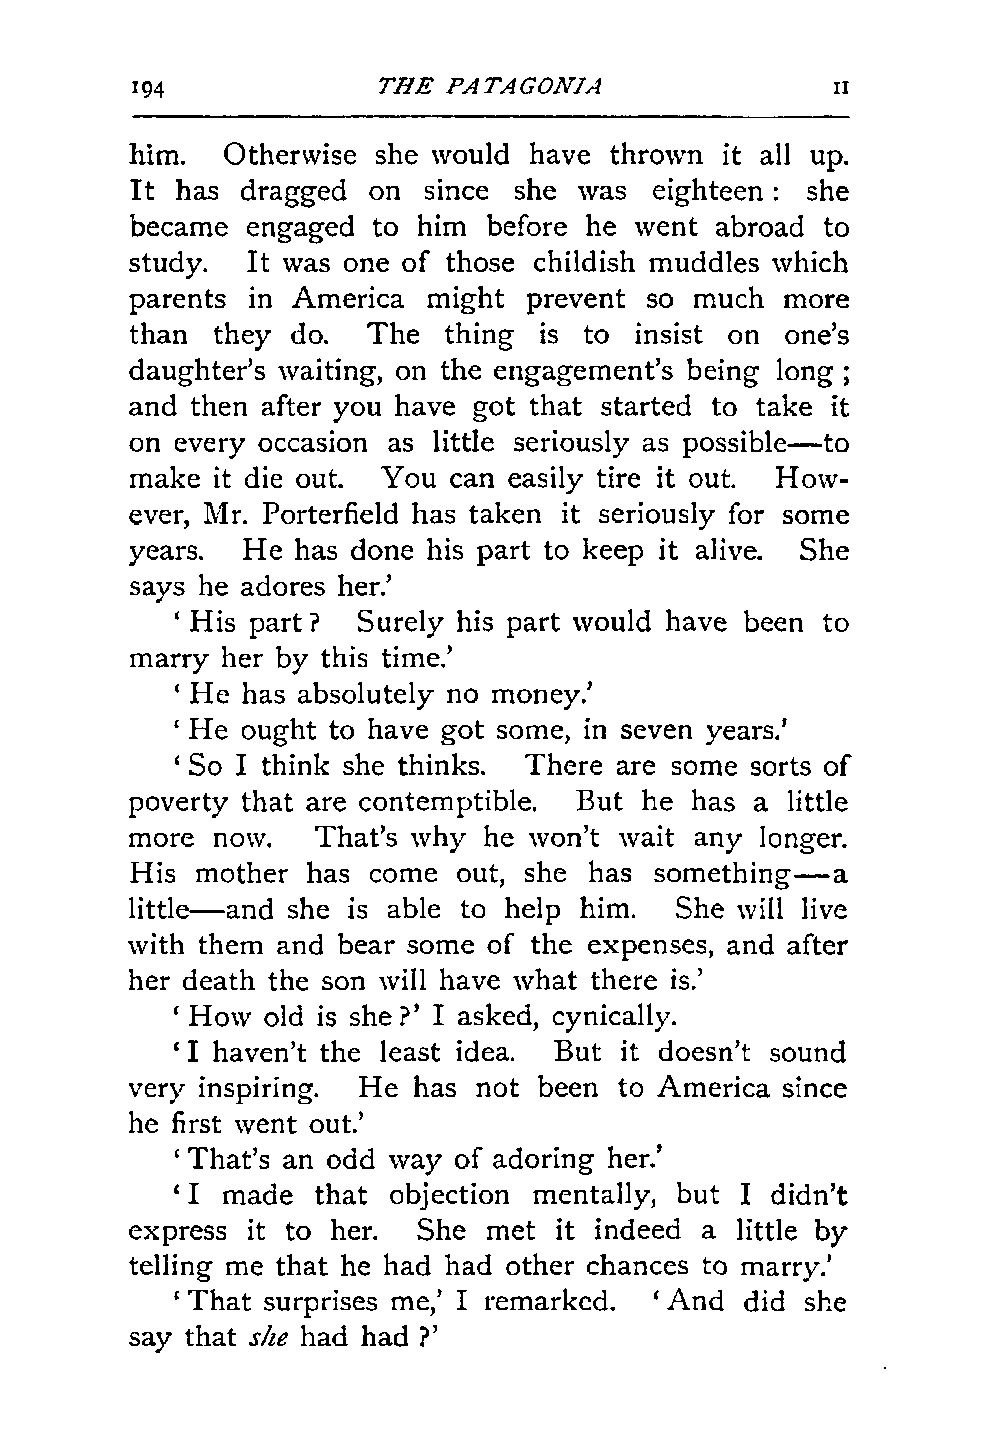 194 THE PATAGONIA II
him. Otherwise she would have thrown it all up.
It has dragged on since she was eighteen : she
became engaged to him before he went abroad to
study. It was one of those childish muddles which
parents in America might prevent so much more
than they do. The thing is to insist on one's
daughter's waiting, on the engagement's being long ;
and then after you have got that started to take it
on every occasion as little seriously as possible—to
make it die out. You can easily tire it out. How-
ever, Mr. Porterfield has taken it seriously for some
years. He has done his part to keep it alive. She
says he adores her.'
‘ His part ? Surely his part would have been to
marry her by this time.’
‘ He has absolutely no money.’
‘ He ought to have got some, in seven years.’
‘ So I think she thinks. There are some sorts of
poverty that are contemptible. But he has a little
more now. That's why he won't wait any longer.
His mother has come out, she has something—a
little—and she is able to help him. She will live
with them and bear some of the expenses, and after
her death the son will have what there is.’
‘ How old is she ?’ I asked, cynically.
‘ I haven't the least idea. But it doesn't sound
very inspiring. He has not been to America since
he first went out.’
‘ That's an odd way of adoring her.’
‘ I made that objection mentally, but I didn't
express it to her. She met it indeed a little by
telling me that he had had other chances to marry.’
‘ That surprises me,’ I remarked. ‘ And did she
say that she had had ?’